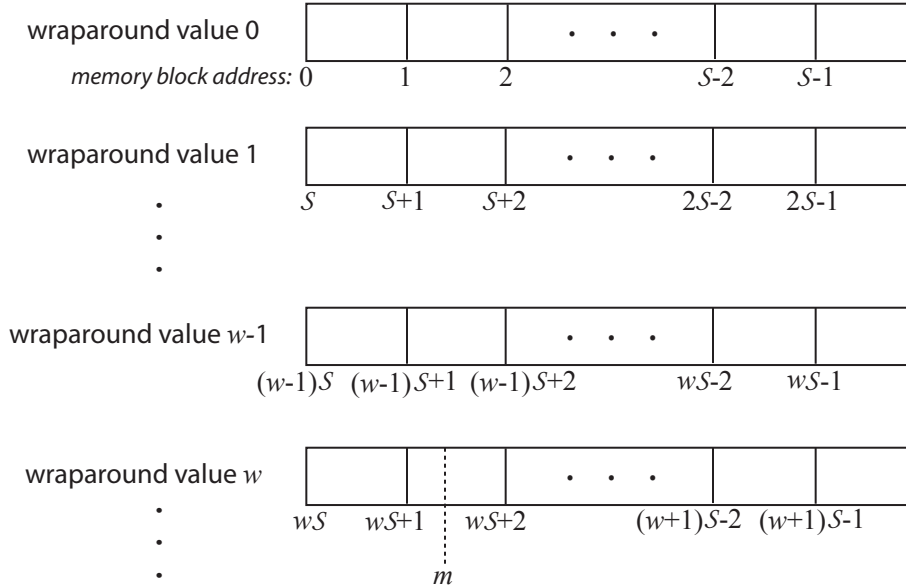 wraparound value 0
memory block address: 0 1 2 S-2 S-1
wraparound value 1
S S+1 S+2 2S-2 2S-1
wraparound value w-1
(w-1)S (w-1)S+1 (w-1)S+2 wS-2 wS-1
wraparound value w
wS wS+1 wS+2 (w+1)S-2 (w+1)S-1
m